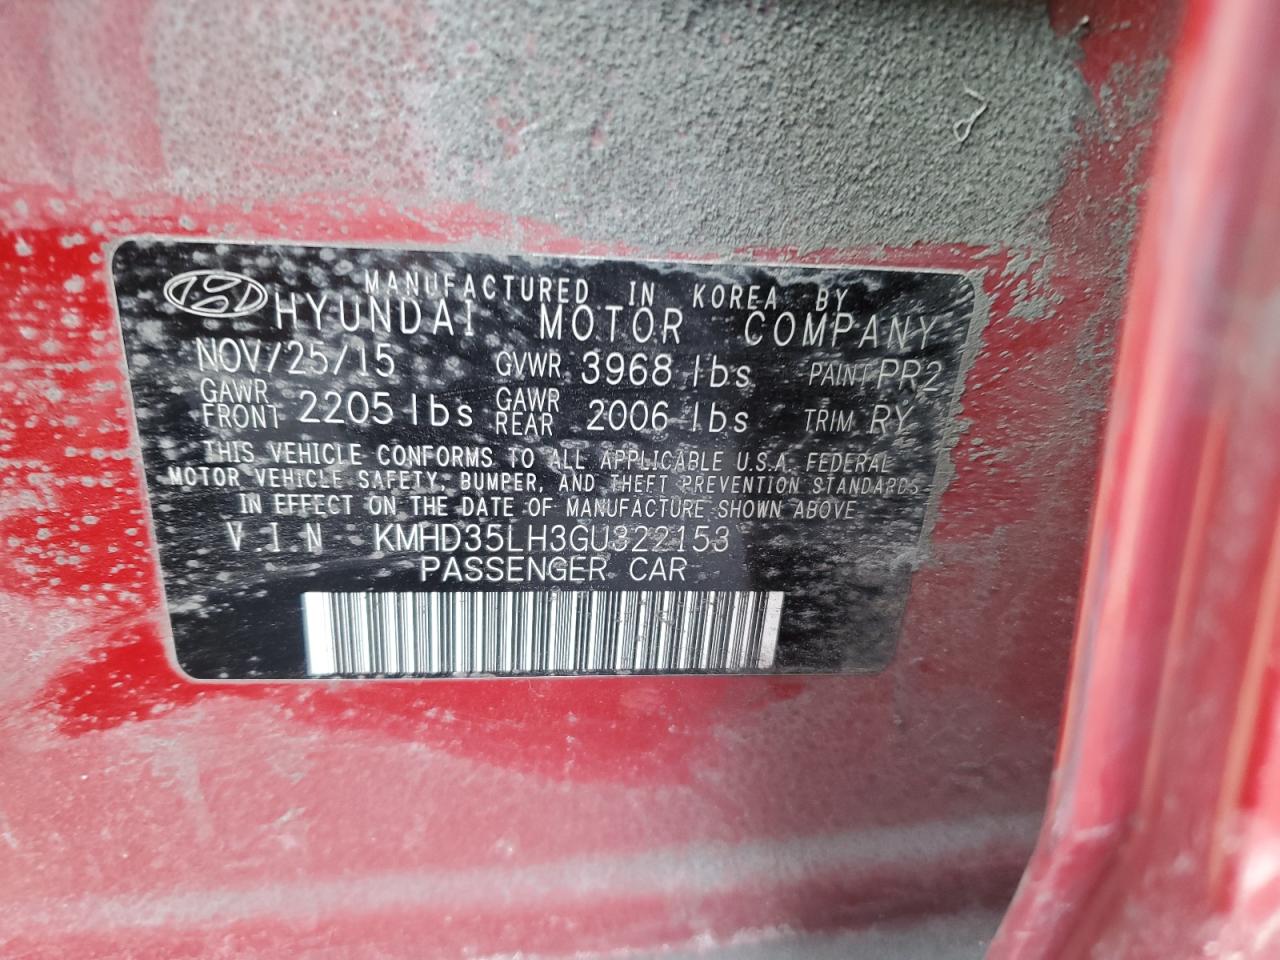 MANUFACTURED IN KOREA BY
HYUNDAI MOTOR COMPANY
NOV/25/15 GVWR 3968 lbs PAINT PR2
GAWR FRONT 2205 lbs GAWR REAR 2006 lbs TRIM RY
THIS VEHICLE CONFORMS TO ALL APPLICABLE U.S.A. FEDERAL
MOTOR VEHICLE SAFETY, BUMPER, AND THEFT PREVENTION STANDARDS
IN EFFECT ON THE DATE OF MANUFACTURE SHOWN ABOVE
V.I.N KMHD35LH3GU322153
PASSENGER CAR